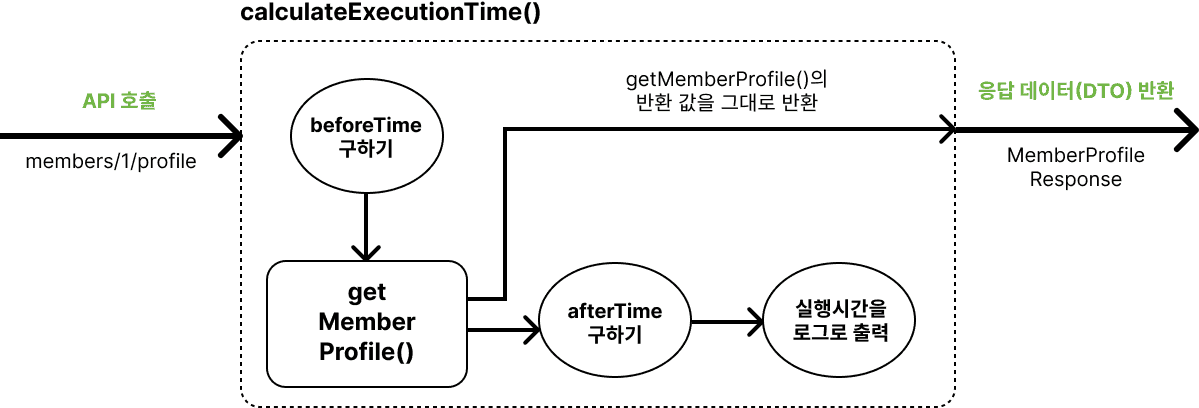 calculateExecutionTime()
API 호출
members/1/profile
beforeTime
구하기
get
Member
Profile()
getMemberProfile()의
반환 값을 그대로 반환
afterTime
구하기
실행시간을
로그로 출력
응답 데이터(DTO) 반환
MemberProfile
Response